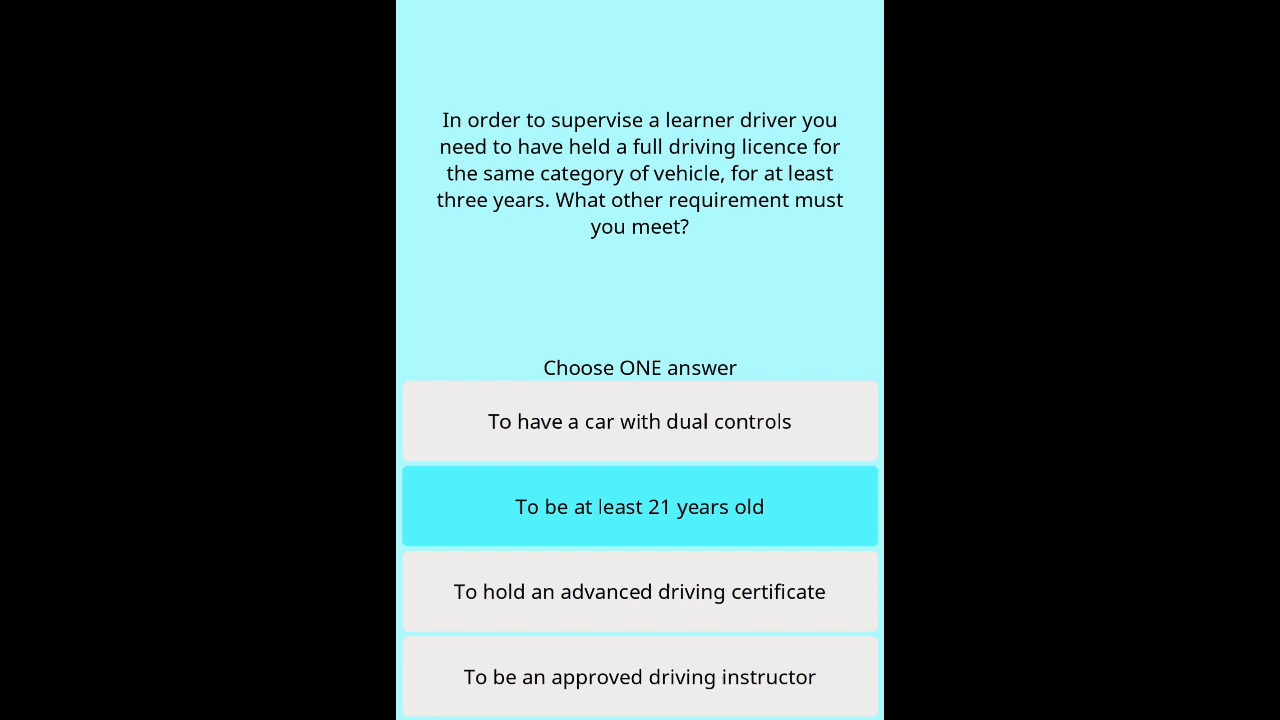 In order to supervise a learner driver you
need to have held a full driving licence for
the same category of vehicle, for at least
three years. What other requirement must
you meet?
Choose ONE answer
To have a car with dual controls
To be at least 21 years old
To hold an advanced driving certificate
To be an approved driving instructor